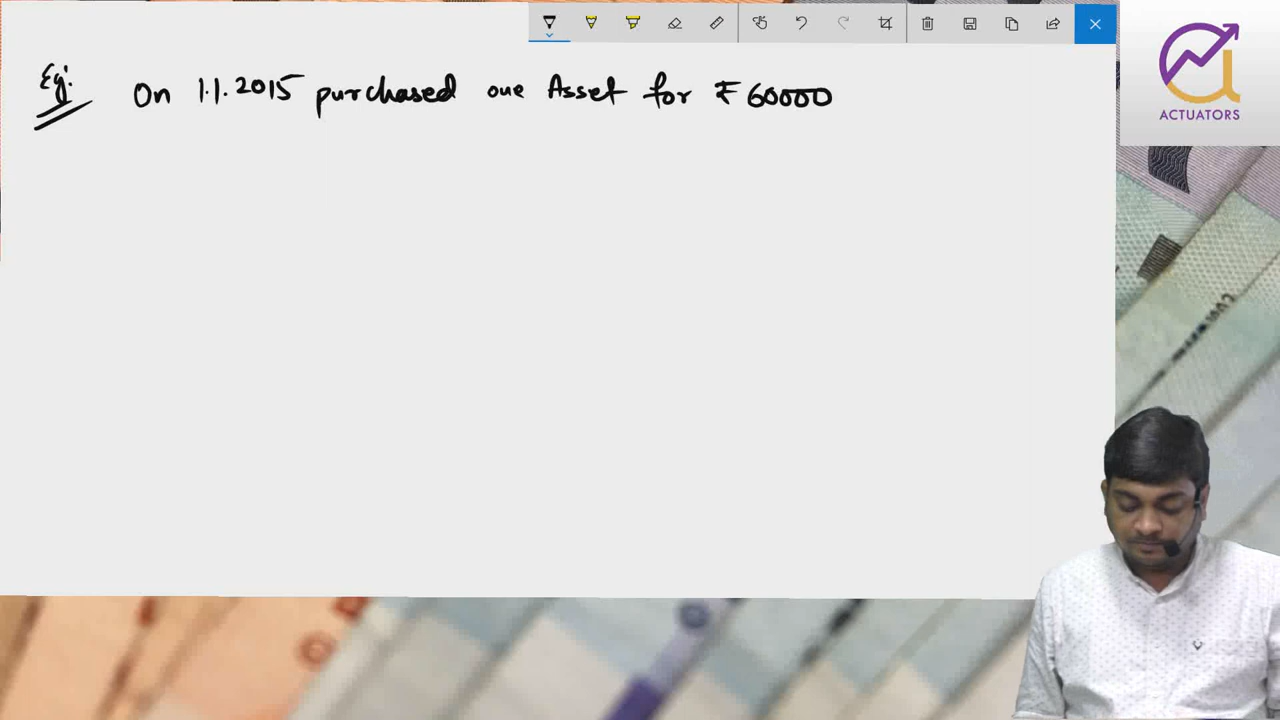 Eg:
On 1.1.2015 purchased one Asset for ₹ 60000
ACTUATORS